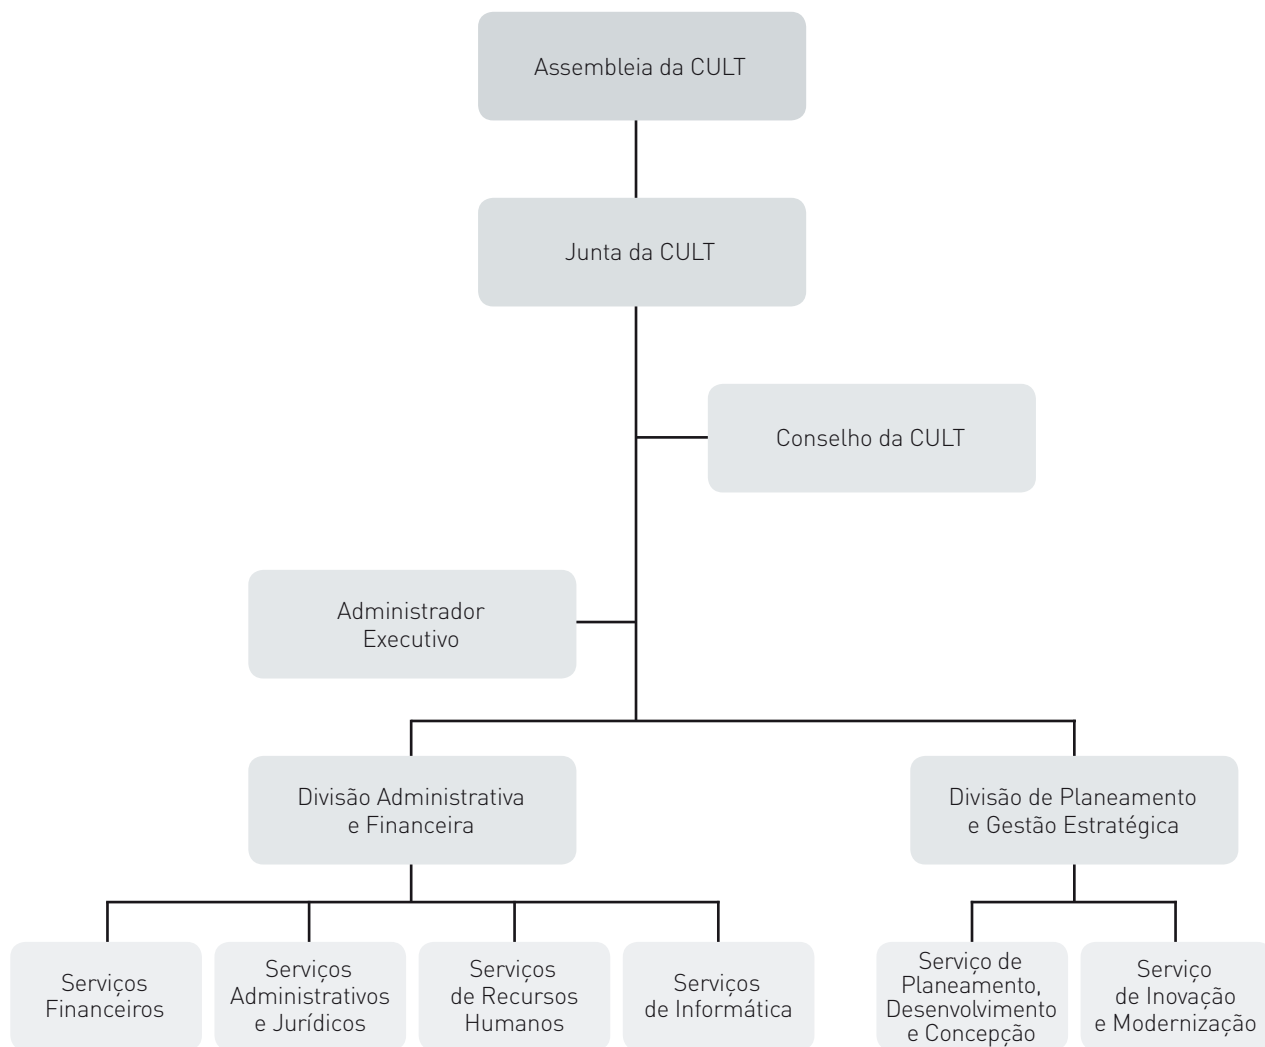 Assembleia da CULT
Junta da CULT
Conselho da CULT
Administrador
Executivo
Divisão Administrativa
e Financeira
Divisão de Planeamento
e Gestão Estratégica
Serviços
Financeiros
Serviços
Administrativos
e Jurídicos
Serviços
de Recursos
Humanos
Serviços
de Informática
Serviço de
Planeamento,
Desenvolvimento
e Concepção
Serviço
de Inovação
e Modernização